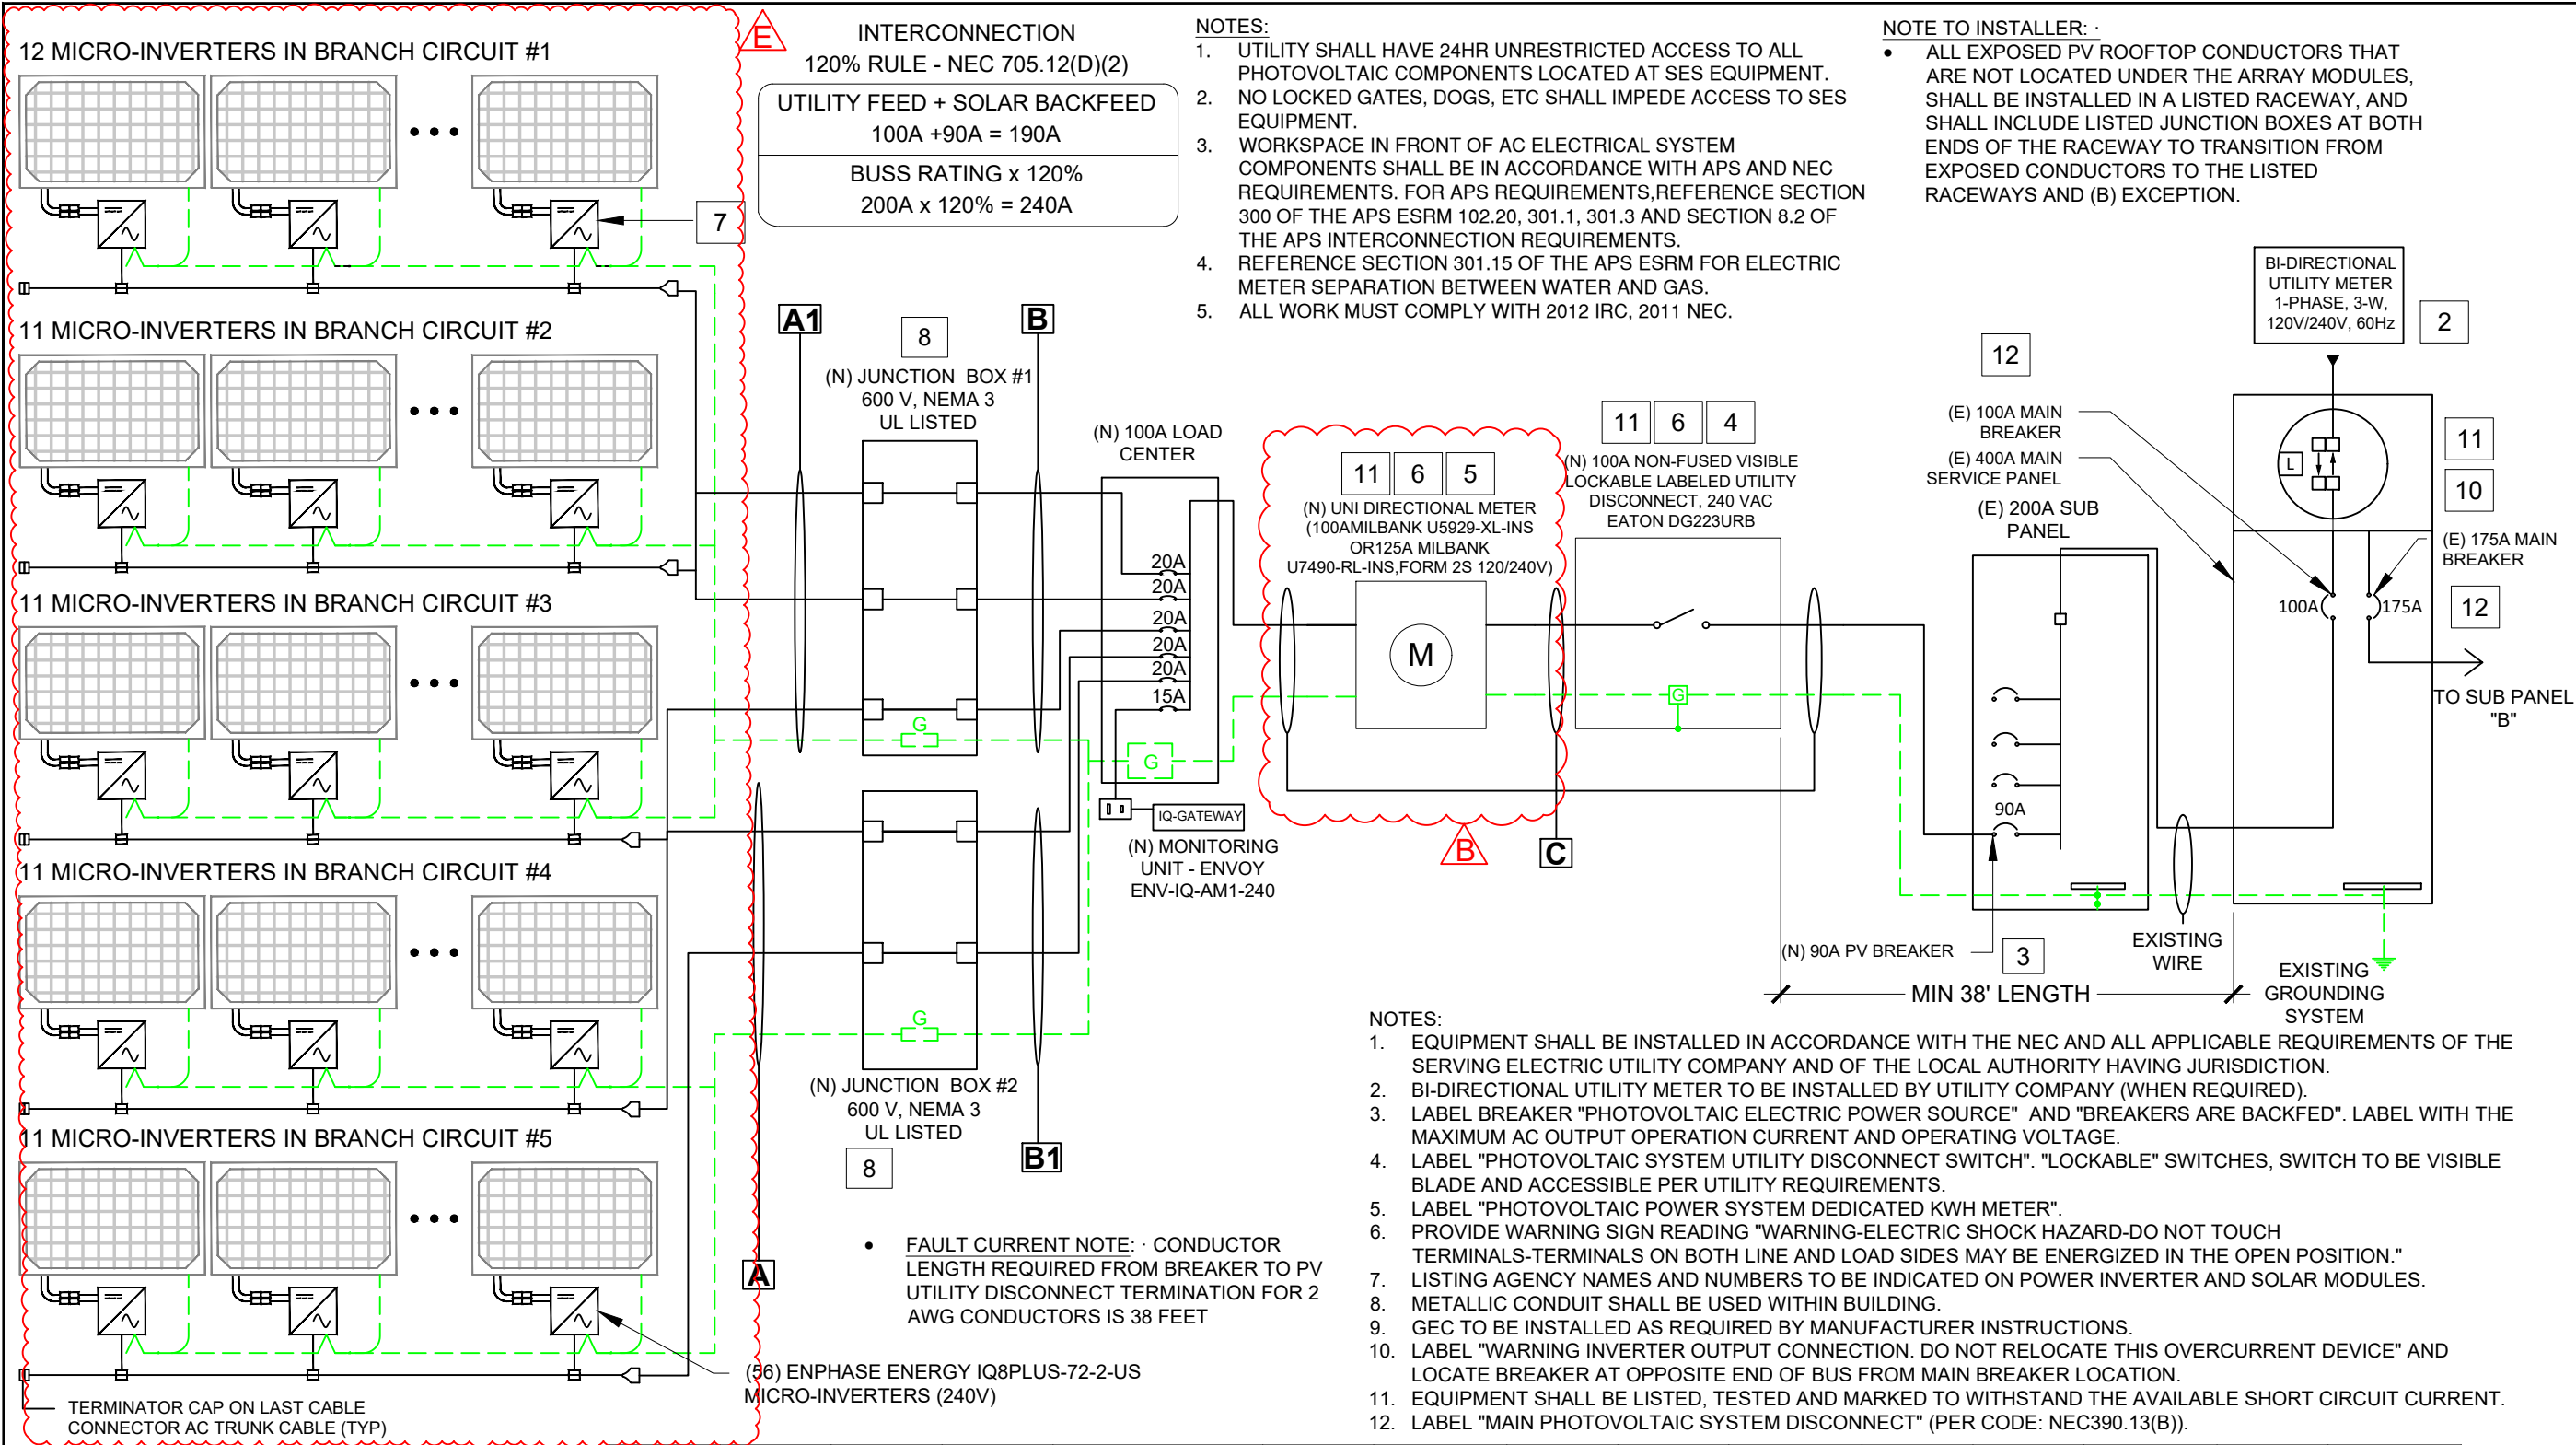 12 MICRO-INVERTERS IN BRANCH CIRCUIT #1
7
11 MICRO-INVERTERS IN BRANCH CIRCUIT #2
11 MICRO-INVERTERS IN BRANCH CIRCUIT #3
11 MICRO-INVERTERS IN BRANCH CIRCUIT #4
11 MICRO-INVERTERS IN BRANCH CIRCUIT #5
TERMINATOR CAP ON LAST CABLE
CONNECTOR AC TRUNK CABLE (TYP)
(56) ENPHASE ENERGY IQ8PLUS-72-2-US
MICRO-INVERTERS (240V)
E
INTERCONNECTION
120% RULE - NEC 705.12(D)(2)
UTILITY FEED + SOLAR BACKFEED
100A +90A = 190A
BUSS RATING x 120%
200A x 120% = 240A
NOTES:
1. UTILITY SHALL HAVE 24HR UNRESTRICTED ACCESS TO ALL
PHOTOVOLTAIC COMPONENTS LOCATED AT SES EQUIPMENT.
2. NO LOCKED GATES, DOGS, ETC SHALL IMPEDE ACCESS TO SES
EQUIPMENT.
3. WORKSPACE IN FRONT OF AC ELECTRICAL SYSTEM
COMPONENTS SHALL BE IN ACCORDANCE WITH APS AND NEC
REQUIREMENTS. FOR APS REQUIREMENTS,REFERENCE SECTION
300 OF THE APS ESRM 102.20, 301.1, 301.3 AND SECTION 8.2 OF
THE APS INTERCONNECTION REQUIREMENTS.
4. REFERENCE SECTION 301.15 OF THE APS ESRM FOR ELECTRIC
METER SEPARATION BETWEEN WATER AND GAS.
5. ALL WORK MUST COMPLY WITH 2012 IRC, 2011 NEC.
NOTE TO INSTALLER: ·
• ALL EXPOSED PV ROOFTOP CONDUCTORS THAT
ARE NOT LOCATED UNDER THE ARRAY MODULES,
SHALL BE INSTALLED IN A LISTED RACEWAY, AND
SHALL INCLUDE LISTED JUNCTION BOXES AT BOTH
ENDS OF THE RACEWAY TO TRANSITION FROM
EXPOSED CONDUCTORS TO THE LISTED
RACEWAYS AND (B) EXCEPTION.
A1
8
B
(N) JUNCTION BOX #1
600 V, NEMA 3
UL LISTED
G
(N) JUNCTION BOX #2
600 V, NEMA 3
UL LISTED
G
8
B1
A
(N) 100A LOAD
CENTER
20A
20A
20A
20A
20A
15A
G
IQ-GATEWAY
(N) MONITORING
UNIT - ENVOY
ENV-IQ-AM1-240
11 6 5
(N) UNI DIRECTIONAL METER
(100AMILBANK U5929-XL-INS
OR125A MILBANK
U7490-RL-INS,FORM 2S 120/240V)
M
B
C
11 6 4
(N) 100A NON-FUSED VISIBLE
LOCKABLE LABELED UTILITY
DISCONNECT, 240 VAC
EATON DG223URB
G
12
(E) 100A MAIN
BREAKER
(E) 400A MAIN
SERVICE PANEL
(E) 200A SUB
PANEL
90A
(N) 90A PV BREAKER
3
EXISTING
WIRE
MIN 38' LENGTH
BI-DIRECTIONAL
UTILITY METER
1-PHASE, 3-W,
120V/240V, 60Hz
2
L
11
10
(E) 175A MAIN
BREAKER
100A
175A
12
TO SUB PANEL
"B"
EXISTING
GROUNDING
SYSTEM
• FAULT CURRENT NOTE: · CONDUCTOR
LENGTH REQUIRED FROM BREAKER TO PV
UTILITY DISCONNECT TERMINATION FOR 2
AWG CONDUCTORS IS 38 FEET
NOTES:
1. EQUIPMENT SHALL BE INSTALLED IN ACCORDANCE WITH THE NEC AND ALL APPLICABLE REQUIREMENTS OF THE
SERVING ELECTRIC UTILITY COMPANY AND OF THE LOCAL AUTHORITY HAVING JURISDICTION.
2. BI-DIRECTIONAL UTILITY METER TO BE INSTALLED BY UTILITY COMPANY (WHEN REQUIRED).
3. LABEL BREAKER "PHOTOVOLTAIC ELECTRIC POWER SOURCE" AND "BREAKERS ARE BACKFED". LABEL WITH THE
MAXIMUM AC OUTPUT OPERATION CURRENT AND OPERATING VOLTAGE.
4. LABEL "PHOTOVOLTAIC SYSTEM UTILITY DISCONNECT SWITCH". "LOCKABLE" SWITCHES, SWITCH TO BE VISIBLE
BLADE AND ACCESSIBLE PER UTILITY REQUIREMENTS.
5. LABEL "PHOTOVOLTAIC POWER SYSTEM DEDICATED KWH METER".
6. PROVIDE WARNING SIGN READING "WARNING-ELECTRIC SHOCK HAZARD-DO NOT TOUCH
TERMINALS-TERMINALS ON BOTH LINE AND LOAD SIDES MAY BE ENERGIZED IN THE OPEN POSITION."
7. LISTING AGENCY NAMES AND NUMBERS TO BE INDICATED ON POWER INVERTER AND SOLAR MODULES.
8. METALLIC CONDUIT SHALL BE USED WITHIN BUILDING.
9. GEC TO BE INSTALLED AS REQUIRED BY MANUFACTURER INSTRUCTIONS.
10. LABEL "WARNING INVERTER OUTPUT CONNECTION. DO NOT RELOCATE THIS OVERCURRENT DEVICE" AND
LOCATE BREAKER AT OPPOSITE END OF BUS FROM MAIN BREAKER LOCATION.
11. EQUIPMENT SHALL BE LISTED, TESTED AND MARKED TO WITHSTAND THE AVAILABLE SHORT CIRCUIT CURRENT.
12. LABEL "MAIN PHOTOVOLTAIC SYSTEM DISCONNECT" (PER CODE: NEC390.13(B)).